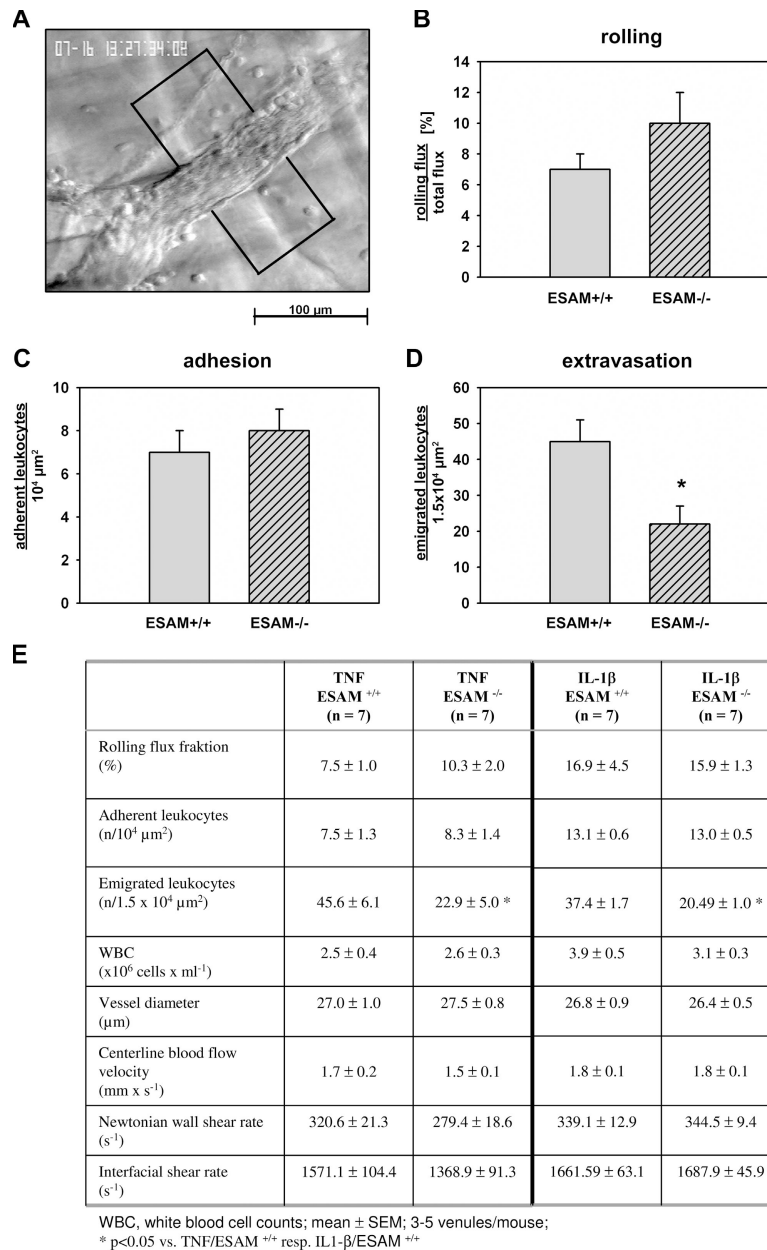 A
07-16 13:27:34:02
100 µm
B
rolling
rolling flux [%]
total flux
12
10
8
6
4
2
0
14
ESAM+/+
ESAM-/-
C
adhesion
adherent leukocytes
10⁴ µm²
10
8
6
4
2
0
ESAM+/+
ESAM-/-
D
extravasation
emigrated leukocytes
1.5x10⁴ µm²
60
50
40
30
20
10
0
*
ESAM+/+
ESAM-/-
E
TNF ESAM +/+ (n = 7)
TNF ESAM -/- (n = 7)
IL-1β ESAM +/+ (n = 7)
IL-1β ESAM -/- (n = 7)
Rolling flux fraktion (%)
7.5 ± 1.0
10.3 ± 2.0
16.9 ± 4.5
15.9 ± 1.3
Adherent leukocytes (n/10⁴ µm²)
7.5 ± 1.3
8.3 ± 1.4
13.1 ± 0.6
13.0 ± 0.5
Emigrated leukocytes (n/1.5 x 10⁴ µm²)
45.6 ± 6.1
22.9 ± 5.0 *
37.4 ± 1.7
20.49 ± 1.0 *
WBC (x10⁶ cells x ml⁻¹)
2.5 ± 0.4
2.6 ± 0.3
3.9 ± 0.5
3.1 ± 0.3
Vessel diameter (µm)
27.0 ± 1.0
27.5 ± 0.8
26.8 ± 0.9
26.4 ± 0.5
Centerline blood flow velocity (mm x s⁻¹)
1.7 ± 0.2
1.5 ± 0.1
1.8 ± 0.1
1.8 ± 0.1
Newtonian wall shear rate (s⁻¹)
320.6 ± 21.3
279.4 ± 18.6
339.1 ± 12.9
344.5 ± 9.4
Interfacial shear rate (s⁻¹)
1571.1 ± 104.4
1368.9 ± 91.3
1661.59 ± 63.1
1687.9 ± 45.9
WBC, white blood cell counts; mean ± SEM; 3-5 venules/mouse;
* p<0.05 vs. TNF/ESAM +/+ resp. IL1-β/ESAM +/+